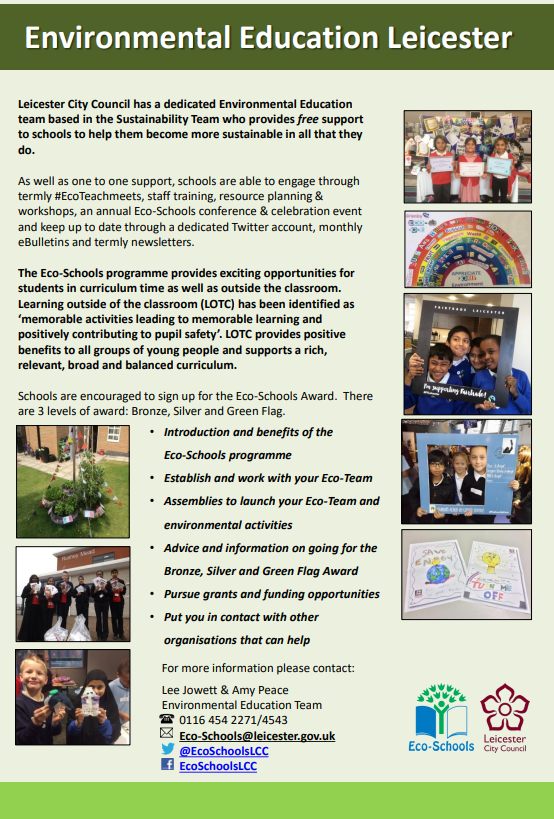 Environmental Education Leicester
Leicester City Council has a dedicated Environmental Education
team based in the Sustainability Team who provides free support
to schools to help them become more sustainable in all that they
do.
As well as one to one support, schools are able to engage through
termly #EcoTeachmeets, staff training, resource planning &
workshops, an annual Eco-Schools conference & celebration event
and keep up to date through a dedicated Twitter account, monthly
eBulletins and termly newsletters.
The Eco-Schools programme provides exciting opportunities for
students in curriculum time as well as outside the classroom.
Learning outside of the classroom (LOTC) has been identified as
‘memorable activities leading to memorable learning and
positively contributing to pupil safety’. LOTC provides positive
benefits to all groups of young people and supports a rich,
relevant, broad and balanced curriculum.
Schools are encouraged to sign up for the Eco-Schools Award. There
are 3 levels of award: Bronze, Silver and Green Flag.
• Introduction and benefits of the
Eco-Schools programme
• Establish and work with your Eco-Team
• Assemblies to launch your Eco-Team and
environmental activities
• Advice and information on going for the
Bronze, Silver and Green Flag Award
• Pursue grants and funding opportunities
• Put you in contact with other
organisations that can help
For more information please contact:
Lee Jowett & Amy Peace
Environmental Education Team
0116 454 2271/4543
Eco-Schools@leicester.gov.uk
@EcoSchoolsLCC
EcoSchoolsLCC
APPRECIATE
FAIRTRADE LEICESTER
I'm supporting Fairtrade!
SAVE
ENERGY
TURN ME
OFF
Eco-Schools
Leicester
City Council